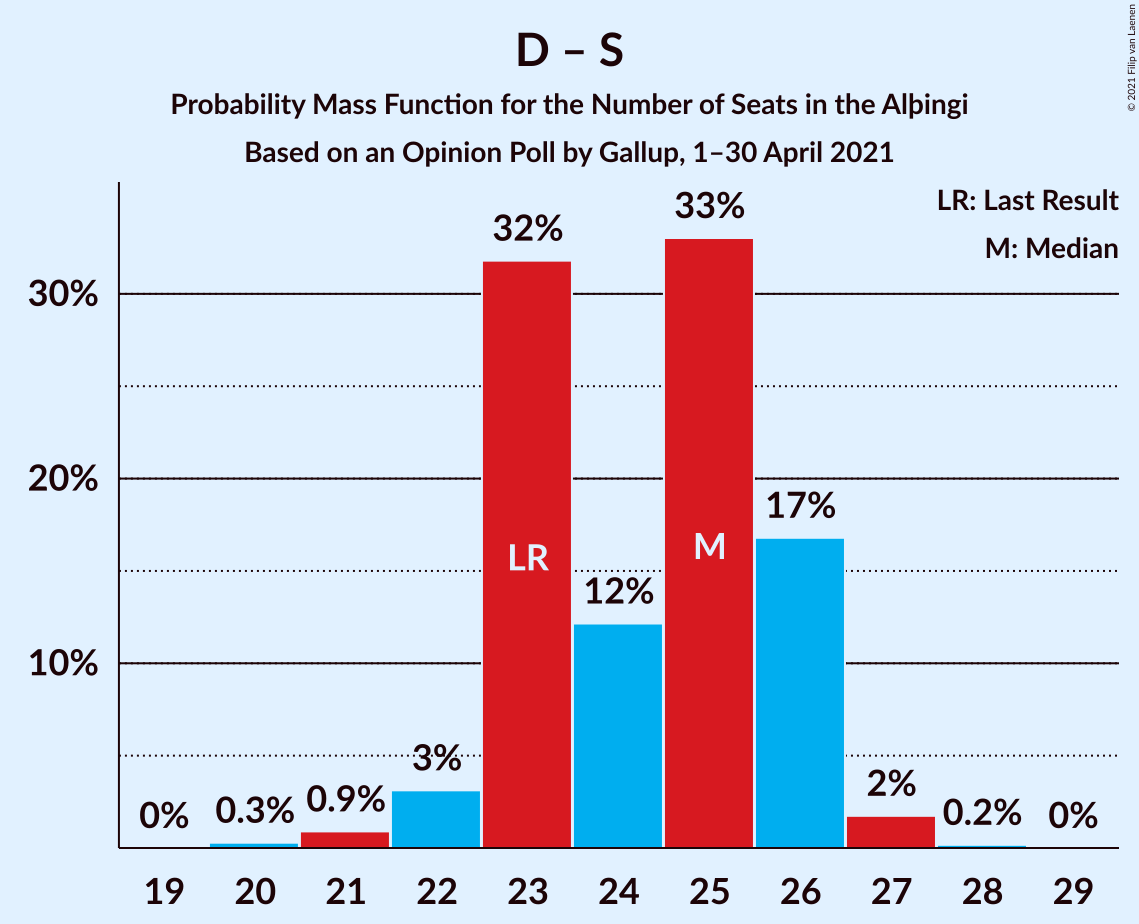 D – S
Probability Mass Function for the Number of Seats in the Alþingi
Based on an Opinion Poll by Gallup, 1–30 April 2021
© 2021 Filip van Laenen
LR: Last Result
M: Median
30%
20%
10%
0%
0.3%
0.9%
3%
32%
12%
33%
17%
2%
0.2%
0%
LR
M
19 20 21 22 23 24 25 26 27 28 29